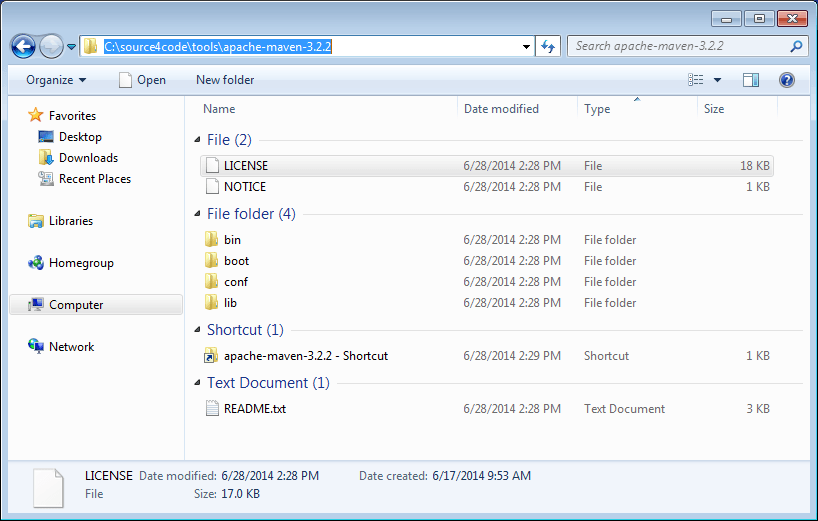 C:\source4code\tools\apache-maven-3.2.2 Search apache-maven-3.2.2
Organize Open New folder
Name Date modified Type Size
Favorites
Desktop
Downloads
Recent Places
Libraries
Homegroup
Computer
Network
File (2)
LICENSE 6/28/2014 2:28 PM File 18 KB
NOTICE 6/28/2014 2:28 PM File 1 KB
File folder (4)
bin 6/28/2014 2:28 PM File folder
boot 6/28/2014 2:28 PM File folder
conf 6/28/2014 2:28 PM File folder
lib 6/28/2014 2:28 PM File folder
Shortcut (1)
apache-maven-3.2.2 - Shortcut 6/28/2014 2:29 PM Shortcut 1 KB
Text Document (1)
README.txt 6/28/2014 2:28 PM Text Document 3 KB
LICENSE Date modified: 6/28/2014 2:28 PM Date created: 6/17/2014 9:53 AM
File Size: 17.0 KB